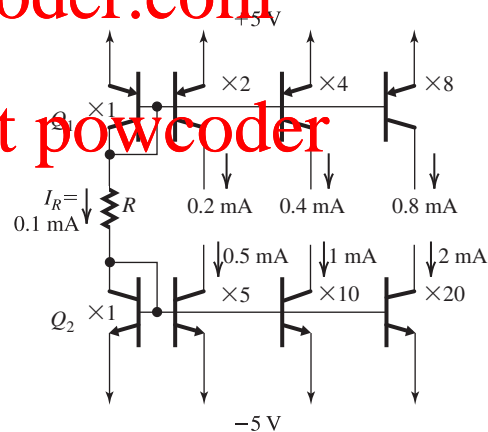 oder.com
+5 V
×2
×4
×8
Q1 ×1
t powcoder
IR =
0.1 mA
R
0.2 mA
0.4 mA
0.8 mA
0.5 mA
1 mA
2 mA
×5
×10
×20
Q2 ×1
−5 V